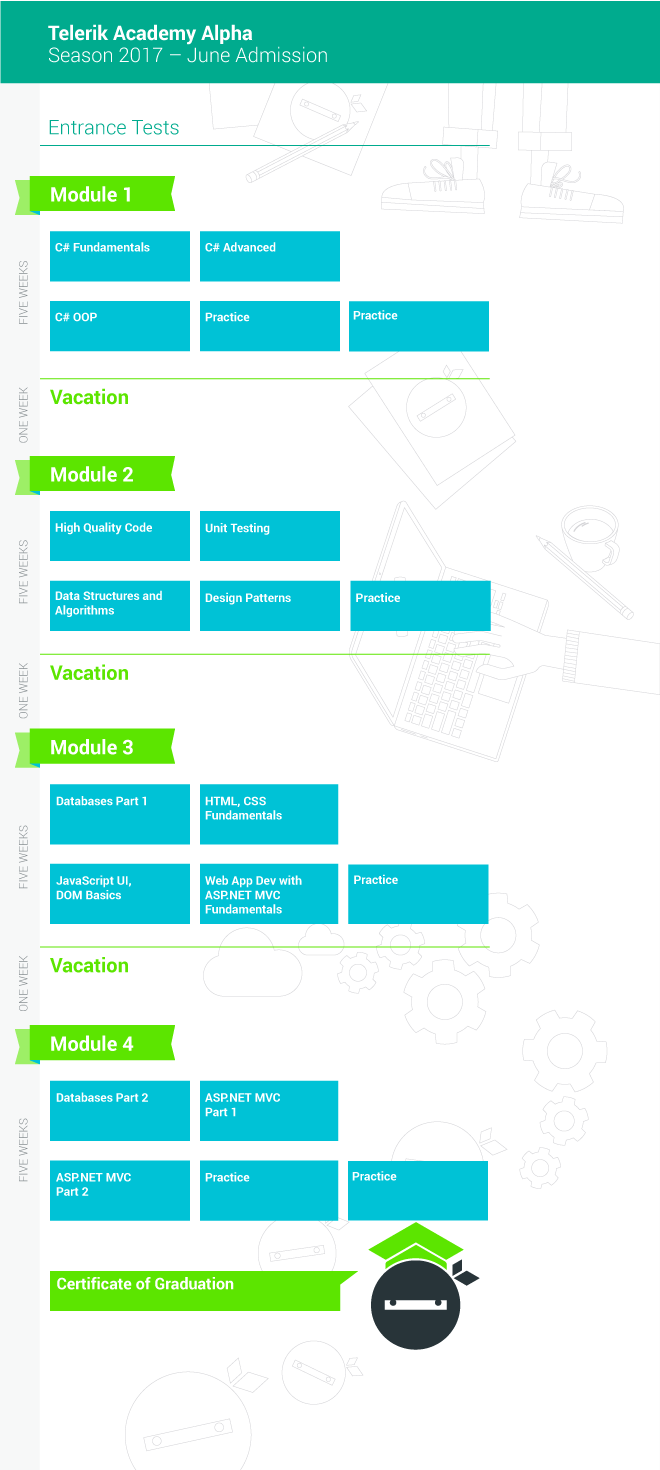 Telerik Academy Alpha
Season 2017 – June Admission
Entrance Tests
Module 1
FIVE WEEKS
C# Fundamentals
C# Advanced
C# OOP
Practice
Practice
ONE WEEK
Vacation
Module 2
FIVE WEEKS
High Quality Code
Unit Testing
Data Structures and
Algorithms
Design Patterns
Practice
ONE WEEK
Vacation
Module 3
FIVE WEEKS
Databases Part 1
HTML, CSS
Fundamentals
JavaScript UI,
DOM Basics
Web App Dev with
ASP.NET MVC
Fundamentals
Practice
ONE WEEK
Vacation
Module 4
FIVE WEEKS
Databases Part 2
ASP.NET MVC
Part 1
ASP.NET MVC
Part 2
Practice
Practice
Certificate of Graduation